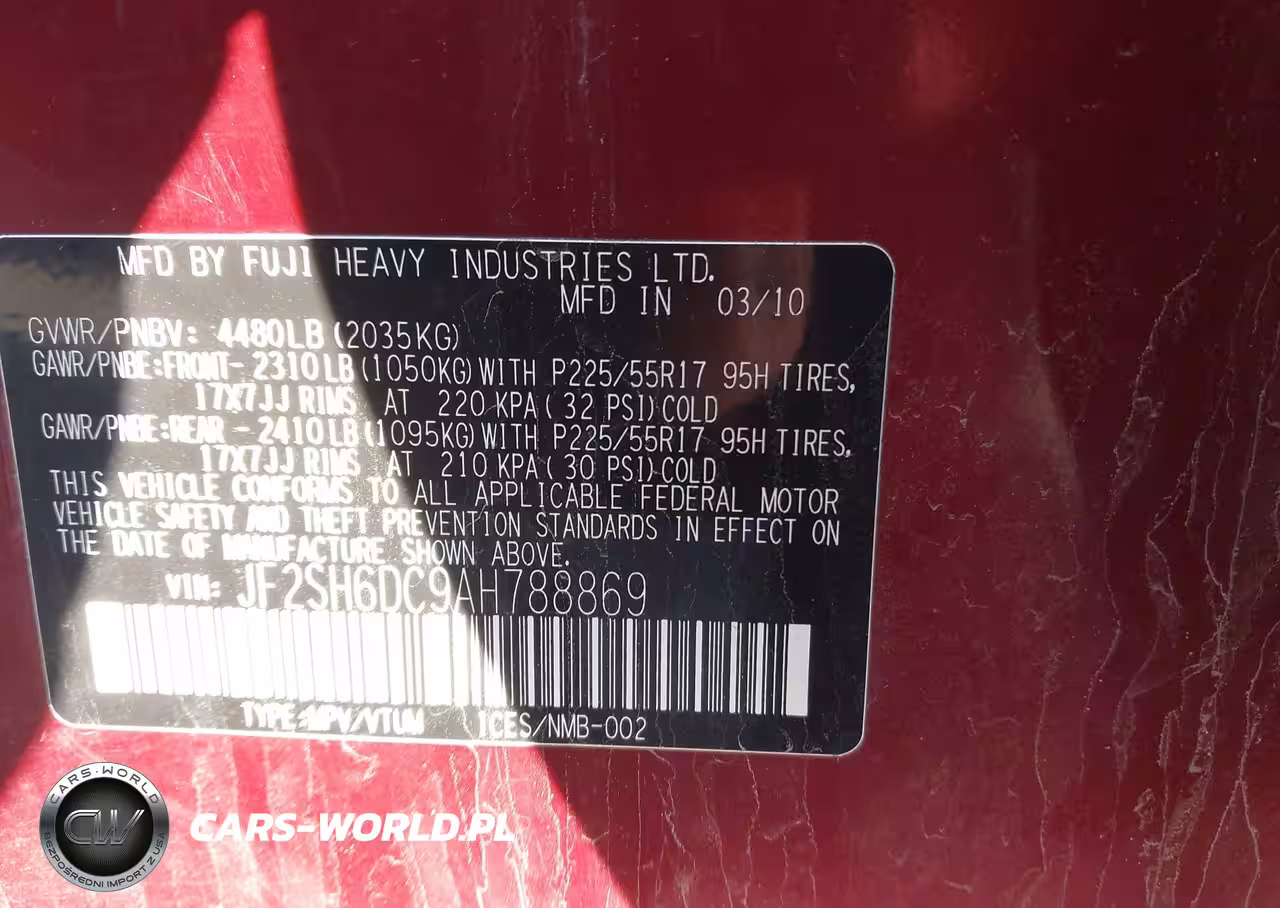 MFD BY FUJI HEAVY INDUSTRIES LTD.
MFD IN 03/10
GVWR/PNBV: 4480LB(2035KG)
GAWR/PNBE:FRONT- 2310LB(1050KG)WITH P225/55R17 95H TIRES,
17X7JJ RIMS AT 220 KPA( 32 PSI)COLD
GAWR/PNBE:REAR - 2410LB(1095KG)WITH P225/55R17 95H TIRES,
17X7JJ RIMS AT 210 KPA( 30 PSI)COLD
THIS VEHICLE CONFORMS TO ALL APPLICABLE FEDERAL MOTOR
VEHICLE SAFETY AND THEFT PREVENTION STANDARDS IN EFFECT ON
THE DATE OF MANUFACTURE SHOWN ABOVE.
VIN: JF2SH6DC9AH788869
TYPE:MPV/VTUM ICES/NMB-002
CARS-WORLD
CW
BEZPOŚREDNI IMPORT Z USA
CARS-WORLD.PL